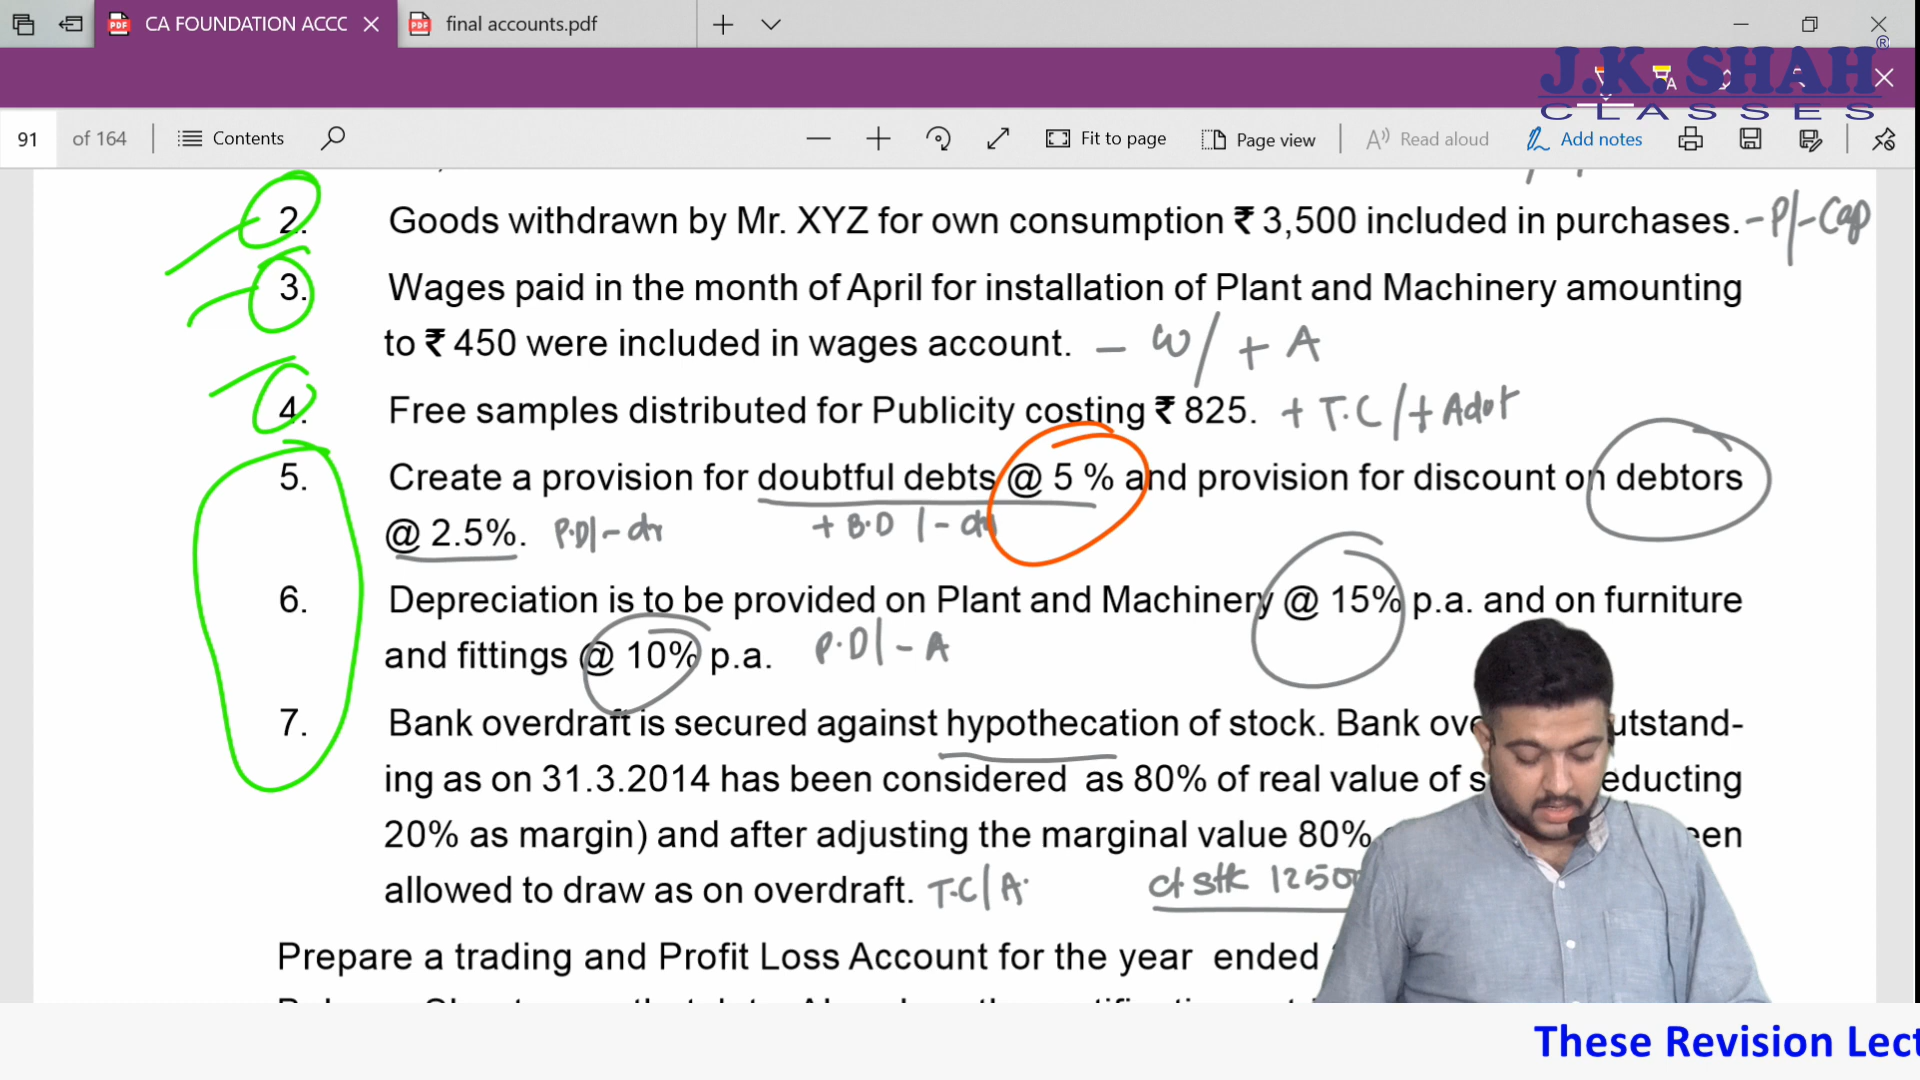 CA FOUNDATION ACCC
final accounts.pdf
J.K. SHAH ®
CLASSES
91 of 164
Contents
Fit to page
Page view
Read aloud
Add notes
2. Goods withdrawn by Mr. XYZ for own consumption ₹ 3,500 included in purchases. - P/- Cap
3. Wages paid in the month of April for installation of Plant and Machinery amounting
to ₹ 450 were included in wages account. - W/ + A
4. Free samples distributed for Publicity costing ₹ 825. + T.C / + Advt
5. Create a provision for doubtful debts @ 5 % and provision for discount on debtors
@ 2.5%. P.D/- dr + B.D / - dr
6. Depreciation is to be provided on Plant and Machinery @ 15% p.a. and on furniture
and fittings @ 10% p.a. P.D/ - A
7. Bank overdraft is secured against hypothecation of stock. Bank ov utstand-
ing as on 31.3.2014 has been considered as 80% of real value of s educting
20% as margin) and after adjusting the marginal value 80% een
allowed to draw as on overdraft. T.C/A. cl stk 12500
Prepare a trading and Profit Loss Account for the year ended
These Revision Lect